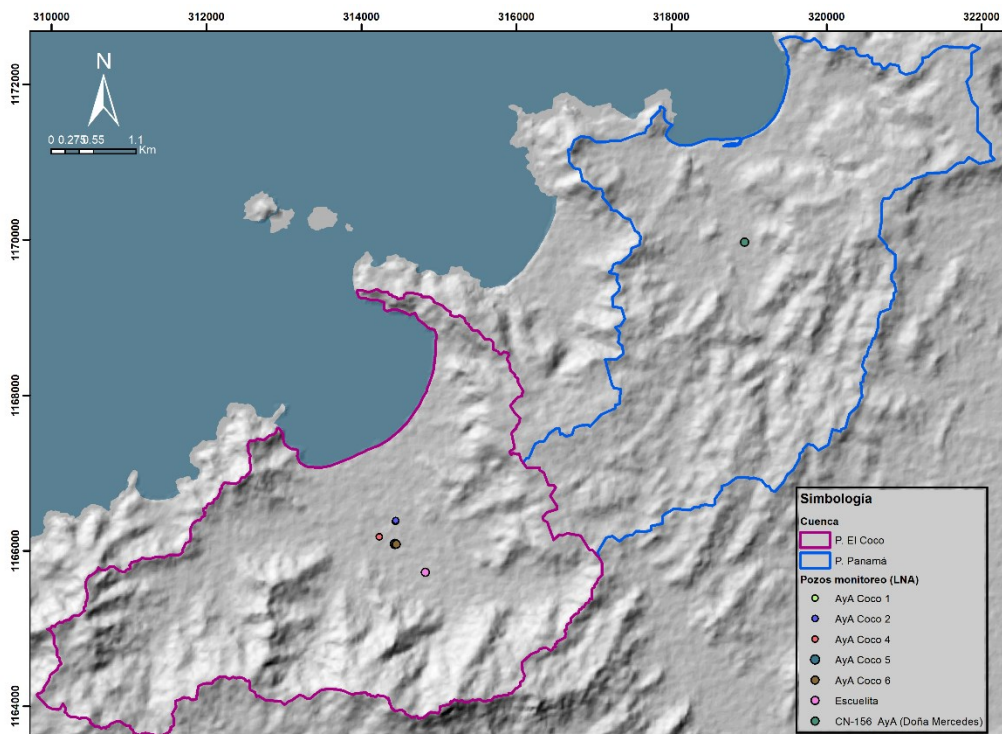 310000 312000 314000 316000 318000 320000 322000
1172000
1170000
1168000
1166000
1164000
N
0 0.275 0.55 1.1
Km
Simbología
Cuenca
P. El Coco
P. Panamá
Pozos monitoreo (LNA)
AyA Coco 1
AyA Coco 2
AyA Coco 4
AyA Coco 5
AyA Coco 6
Escuelita
CN-156 AyA (Doña Mercedes)